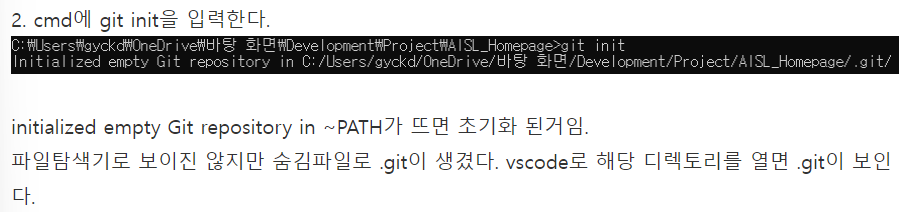 2. cmd에 git init을 입력한다.
C:₩Users₩gyckd₩OneDrive₩바탕 화면₩Development₩Project₩AISL_Homepage>git init
Initialized empty Git repository in C:/Users/gyckd/OneDrive/바탕 화면/Development/Project/AISL_Homepage/.git/
initialized empty Git repository in ~PATH가 뜨면 초기화 된거임.
파일탐색기로 보이진 않지만 숨김파일로 .git이 생겼다. vscode로 해당 디렉토리를 열면 .git이 보인
다.